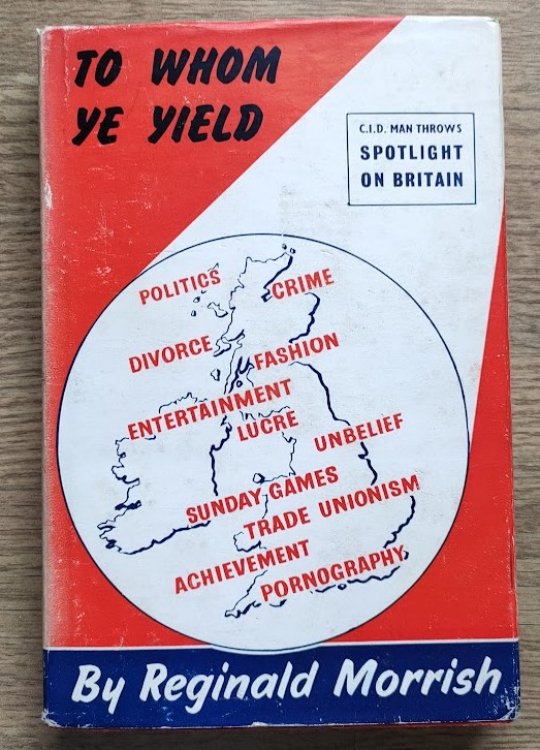 TO WHOM
YE YIELD
C.I.D. MAN THROWS
SPOTLIGHT
ON BRITAIN
POLITICS
CRIME
DIVORCE
FASHION
ENTERTAINMENT
LUCRE
UNBELIEF
SUNDAY GAMES
TRADE UNIONISM
ACHIEVEMENT
PORNOGRAPHY
By Reginald Morrish